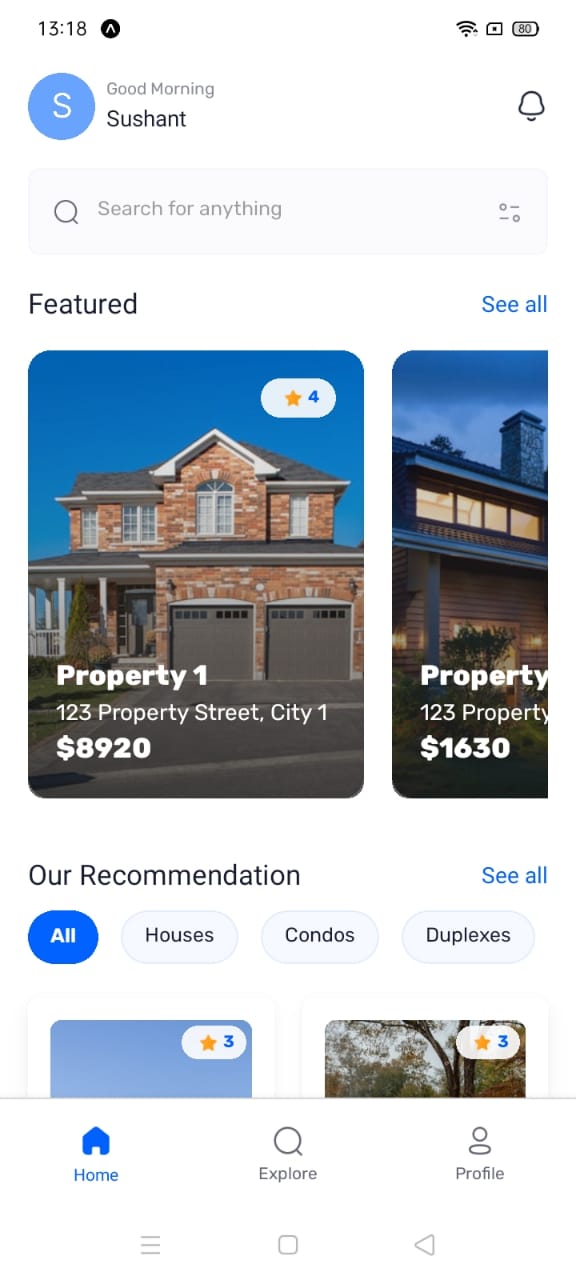 13:18
80
S
Good Morning
Sushant
Search for anything
Featured
See all
4
Property 1
123 Property Street, City 1
$8920
Property
123 Property
$1630
Our Recommendation
See all
All
Houses
Condos
Duplexes
3
3
Home
Explore
Profile